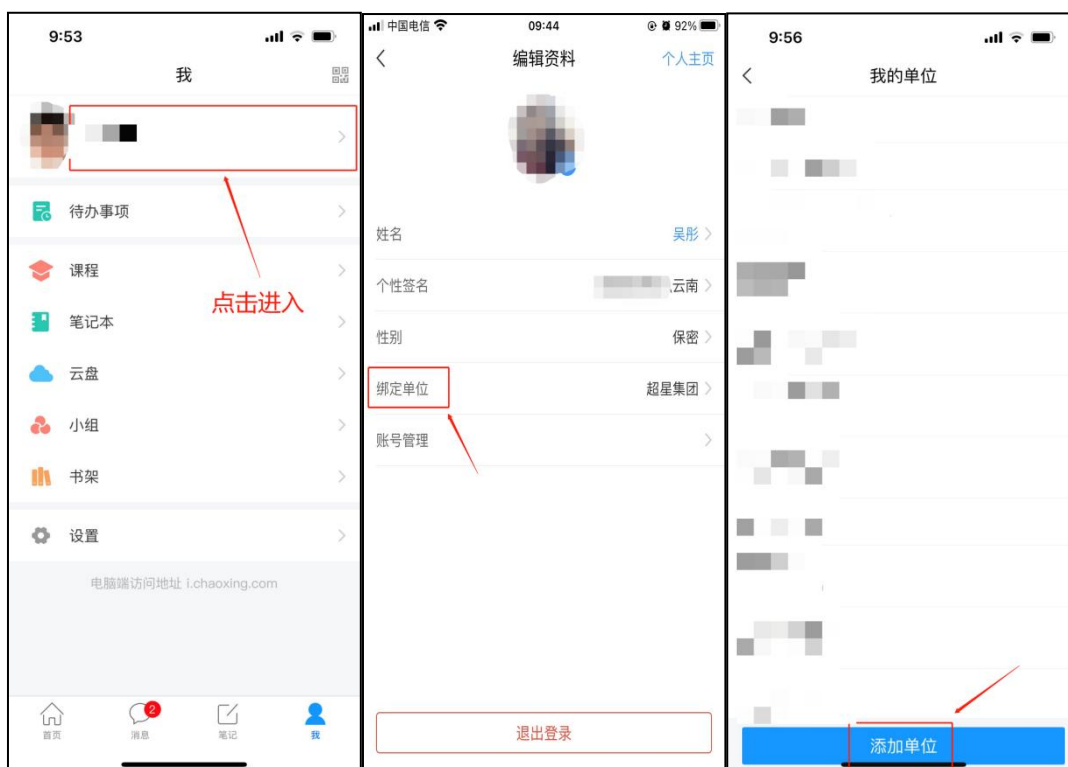 9:53
我
待办事项
课程
点击进入
笔记本
云盘
小组
书架
设置
电脑端访问地址 i.chaoxing.com
首页
2
消息
笔记
我
中国电信
09:44
92%
编辑资料
个人主页
姓名
吴彤
个性签名
云南
性别
保密
绑定单位
超星集团
账号管理
退出登录
9:56
我的单位
添加单位